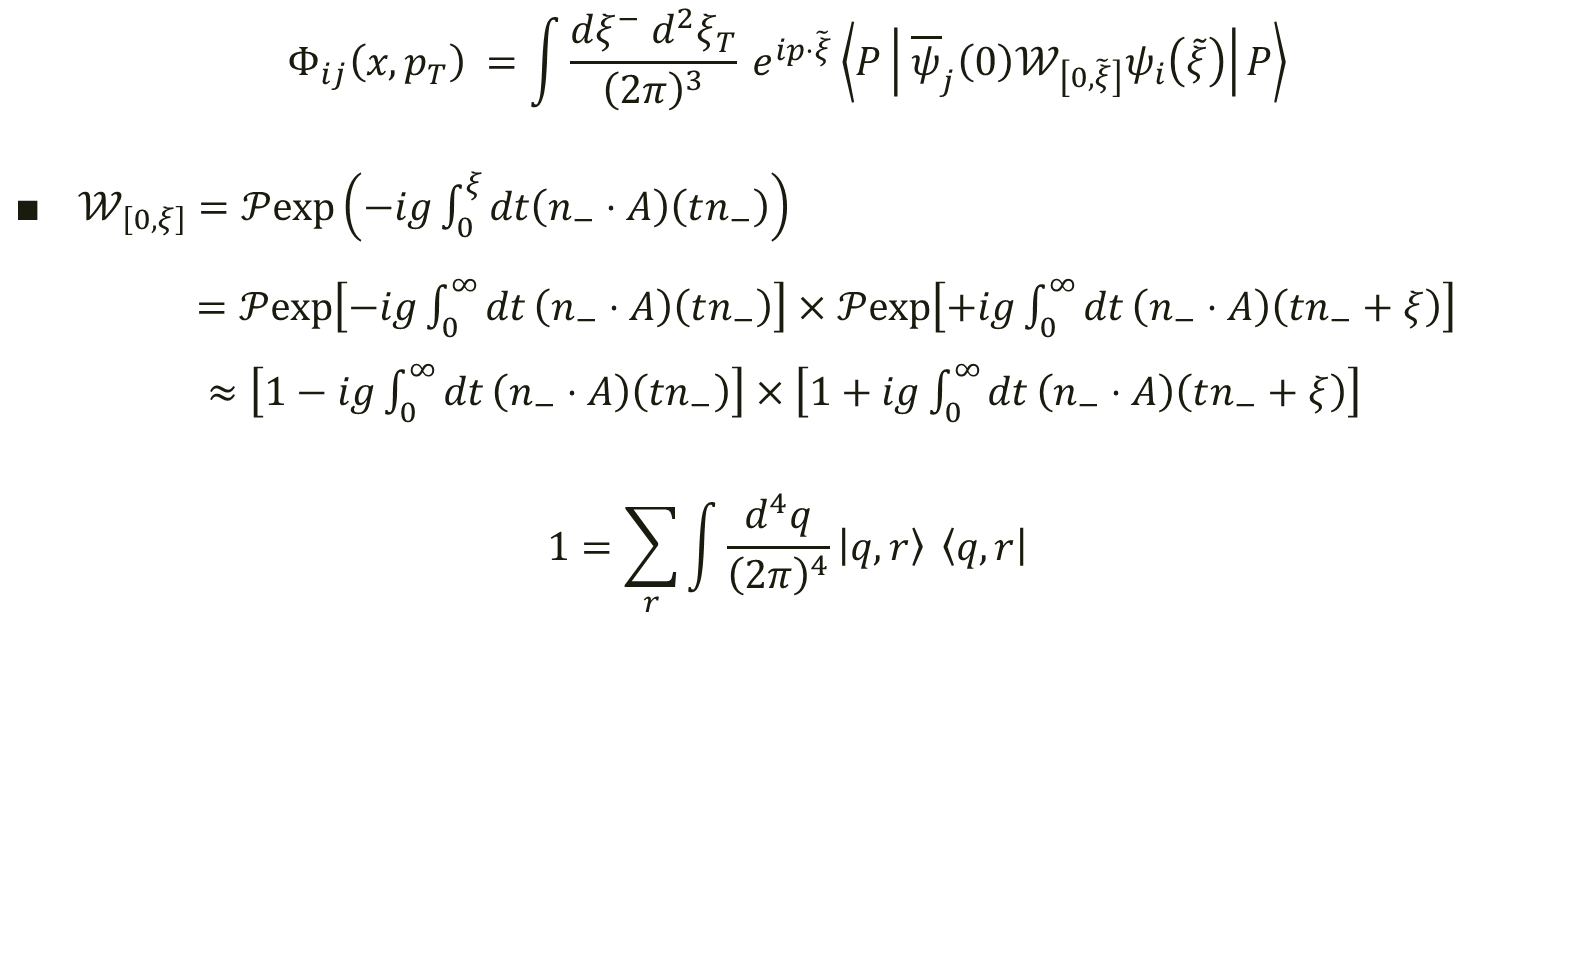 Φ_{ij}(x, p_T) = ∫ \frac{dξ^− d^2ξ_T}{(2π)^3} e^{ip·ξ̃} ⟨P | ψ̅_j(0)𝒲_{[0,ξ̃]}ψ_i(ξ̃) | P⟩
▪ 𝒲_{[0,ξ]} = 𝒫exp(−ig ∫_0^ξ dt(n_− · A)(tn_−))
= 𝒫exp[−ig ∫_0^∞ dt (n_− · A)(tn_−)] × 𝒫exp[+ig ∫_0^∞ dt (n_− · A)(tn_− + ξ)]
≈ [1 − ig ∫_0^∞ dt (n_− · A)(tn_−)] × [1 + ig ∫_0^∞ dt (n_− · A)(tn_− + ξ)]
1 = ∑_r ∫ \frac{d^4q}{(2π)^4} |q, r⟩ ⟨q, r|